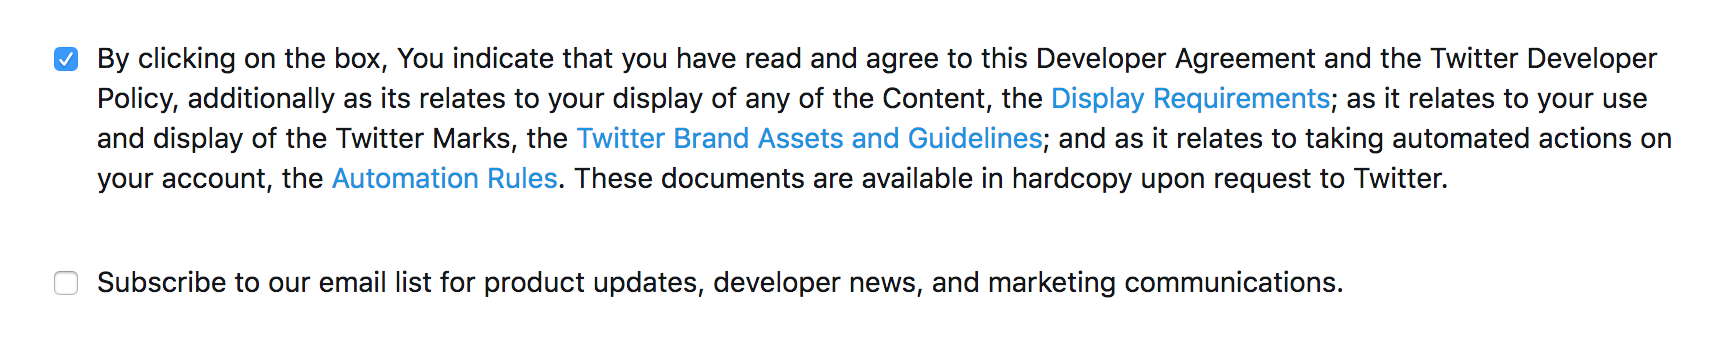 By clicking on the box, You indicate that you have read and agree to this Developer Agreement and the Twitter Developer
Policy, additionally as its relates to your display of any of the Content, the Display Requirements; as it relates to your use
and display of the Twitter Marks, the Twitter Brand Assets and Guidelines; and as it relates to taking automated actions on
your account, the Automation Rules. These documents are available in hardcopy upon request to Twitter.
Subscribe to our email list for product updates, developer news, and marketing communications.